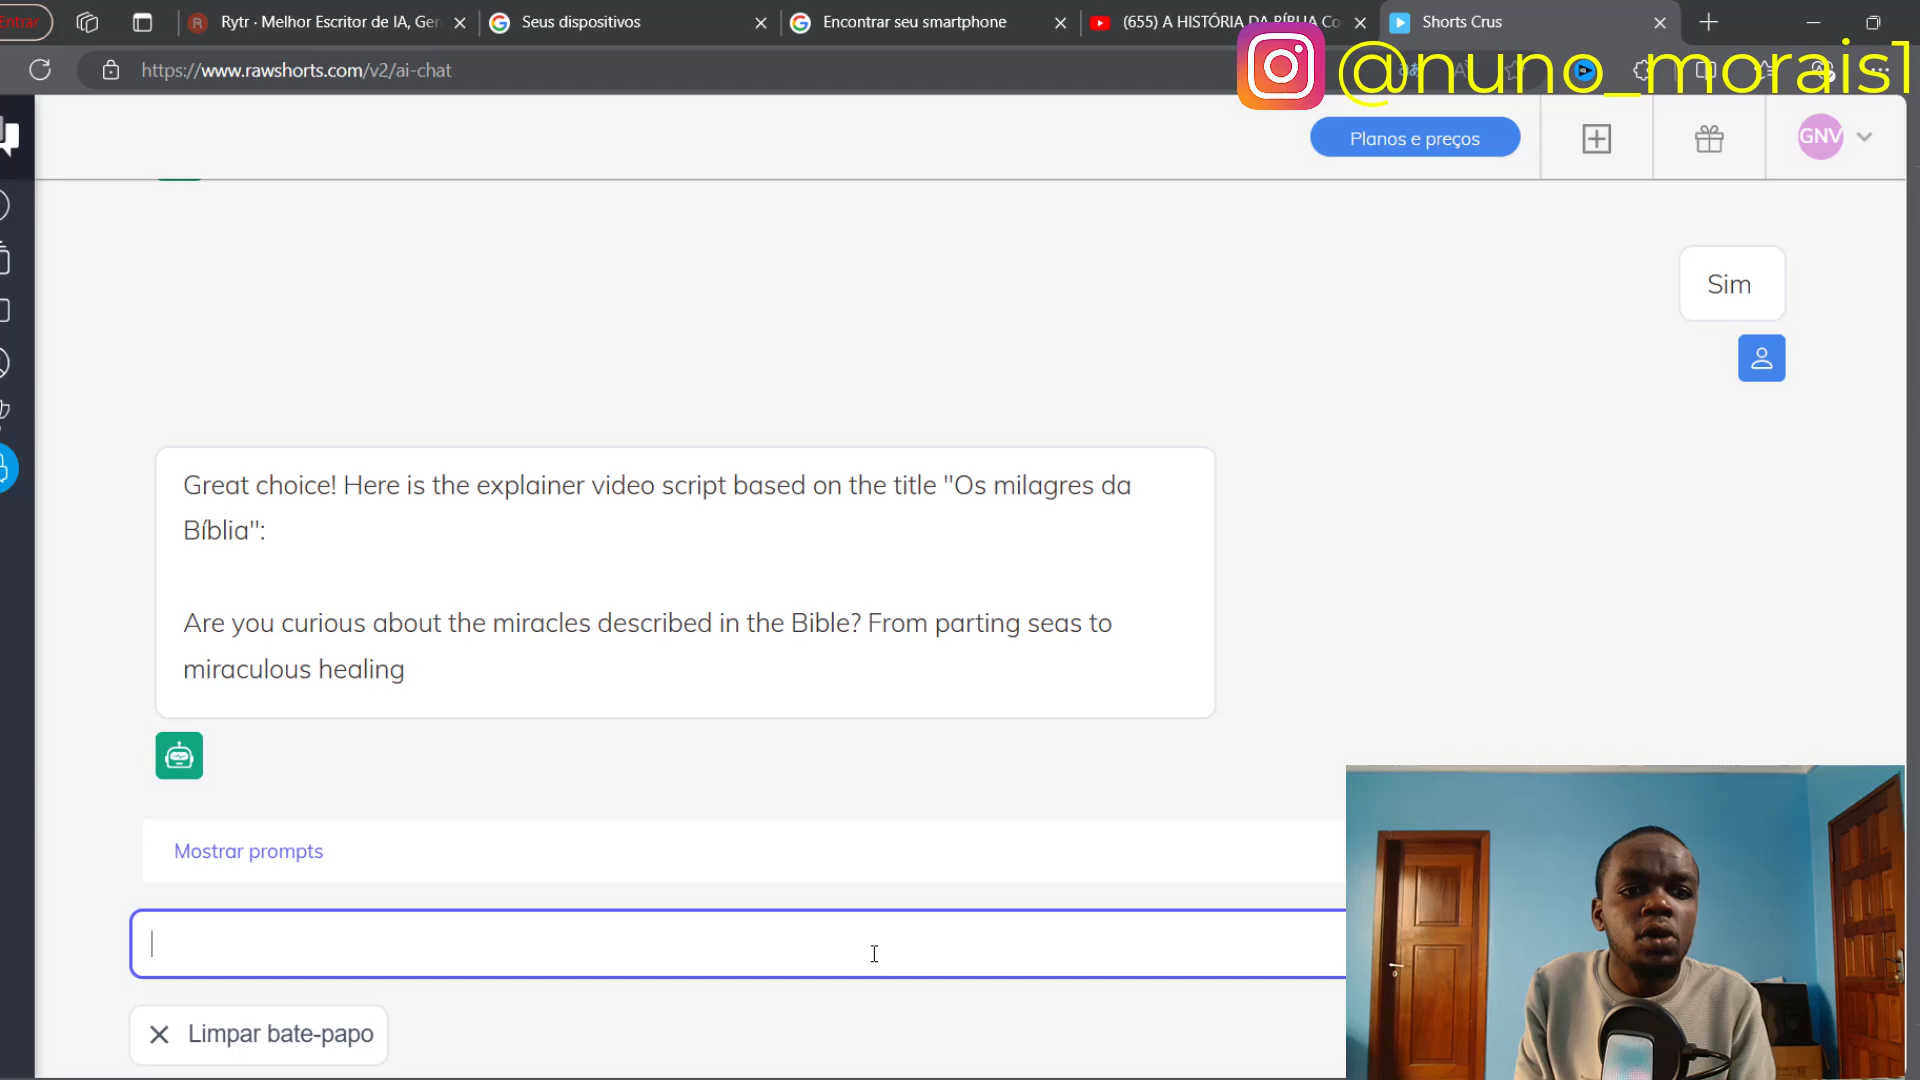 Entrar
Rytr · Melhor Escritor de IA, Ger
Seus dispositivos
Encontrar seu smartphone
(655) A HISTÓRIA DA BÍBLIA Co
Shorts Crus
https://www.rawshorts.com/v2/ai-chat
@nuno_morais1
Planos e preços
GNV
Sim
Great choice! Here is the explainer video script based on the title "Os milagres da
Bíblia":
Are you curious about the miracles described in the Bible? From parting seas to
miraculous healing
Mostrar prompts
Limpar bate-papo